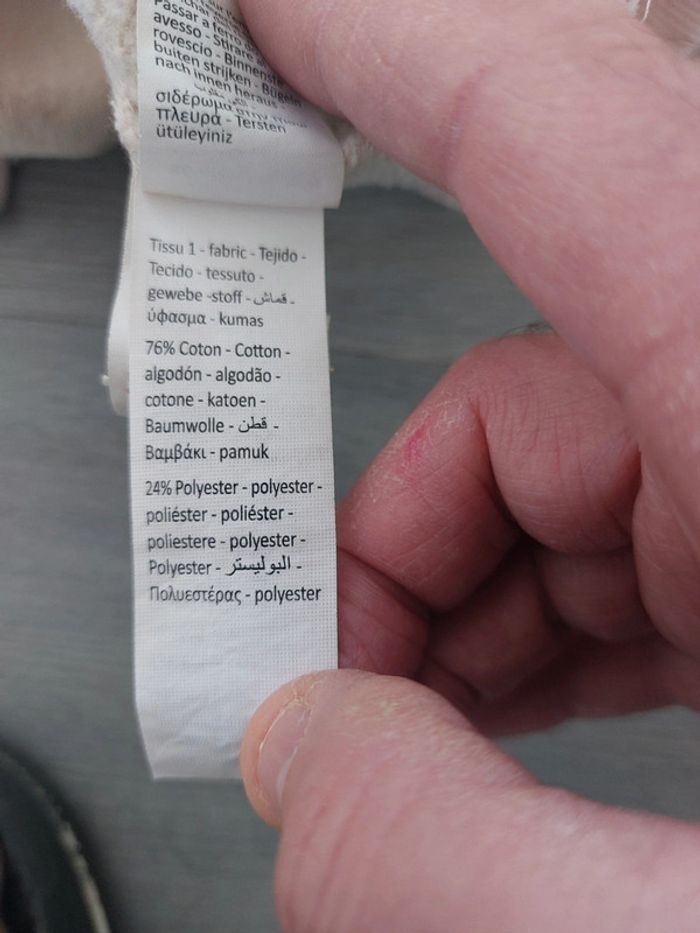 Passar a ferro
avesso - Stirare
rovescio - Binnenste
buiten strijken - Bügeln
nach innen heraus -
σιδέρωμα στην
πλευρά - Tersten
ütüleyiniz
Tissu 1 - fabric - Tejido -
Tecido - tessuto -
gewebe -stoff - قماش -
ύφασμα - kumas
76% Coton - Cotton -
algodón - algodão -
cotone - katoen -
Baumwolle - قطن -
Βαμβάκι - pamuk
24% Polyester - polyester -
poliéster - poliéster -
poliestere - polyester -
Polyester - البوليستر -
Πολυεστέρας - polyester